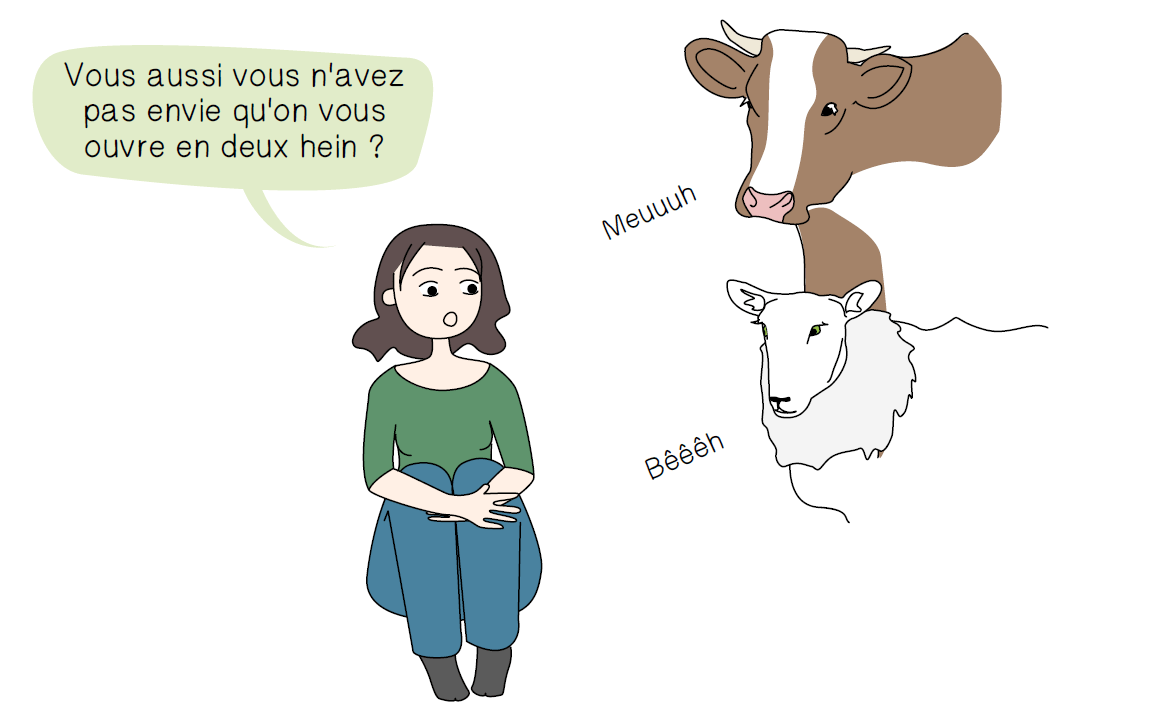 Vous aussi vous n'avez
pas envie qu'on vous
ouvre en deux hein ?
Meuuuh
Bêêêh